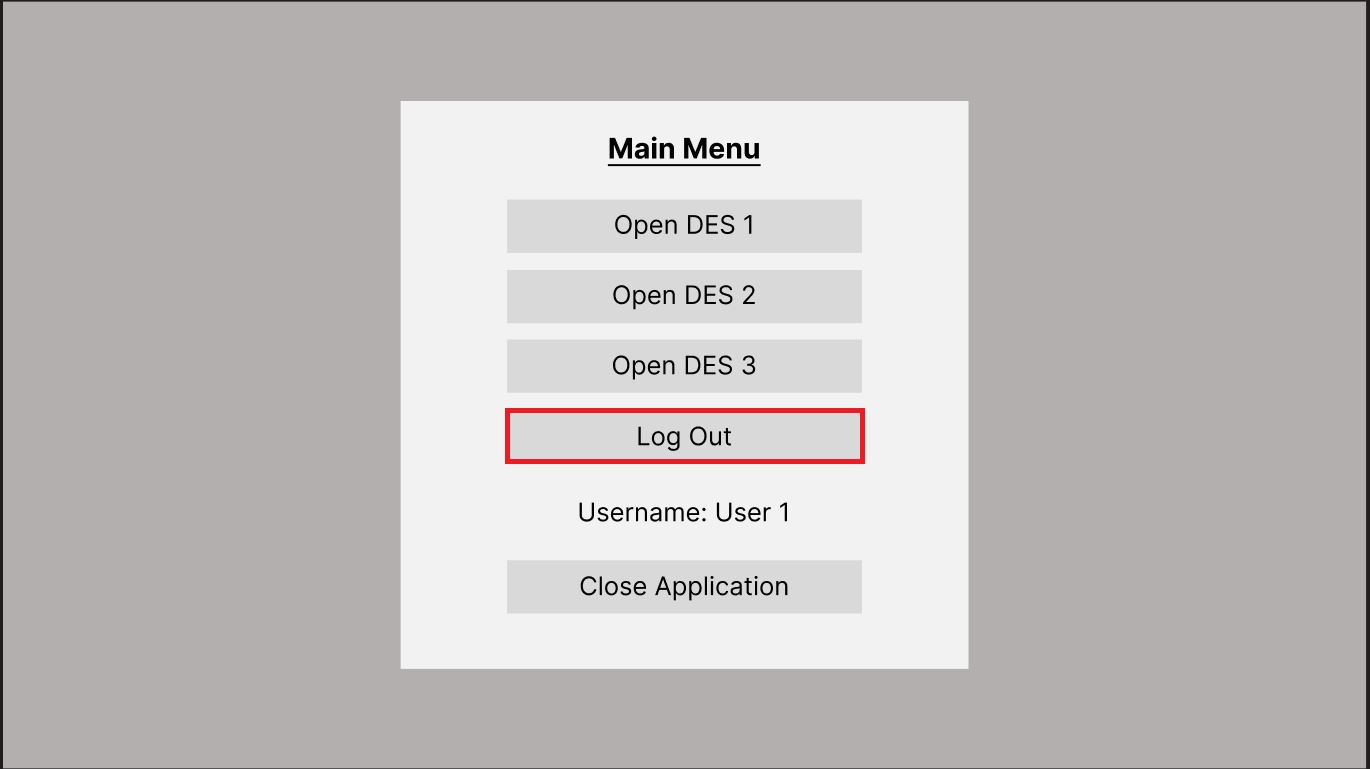 Main Menu
Open DES 1
Open DES 2
Open DES 3
Log Out
Username: User 1
Close Application